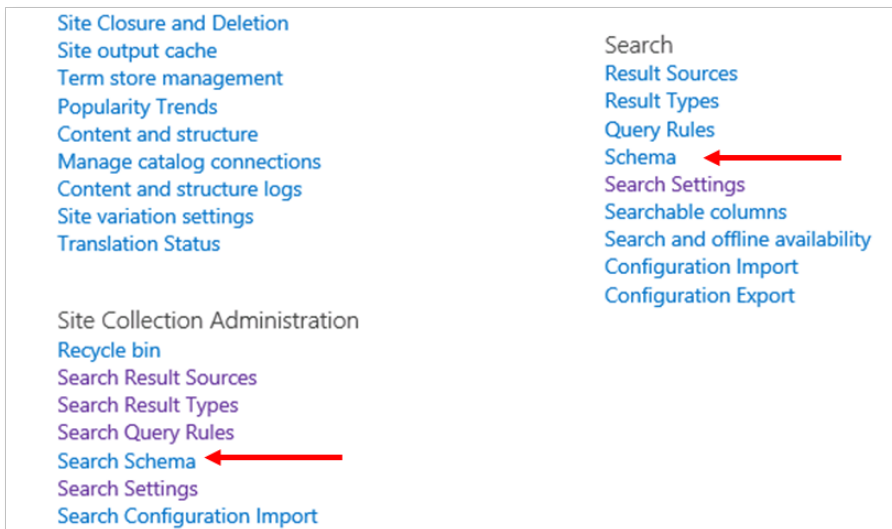 Site Closure and Deletion
Site output cache
Term store management
Popularity Trends
Content and structure
Manage catalog connections
Content and structure logs
Site variation settings
Translation Status
Site Collection Administration
Recycle bin
Search Result Sources
Search Result Types
Search Query Rules
Search Schema
Search Settings
Search Configuration Import
Search
Result Sources
Result Types
Query Rules
Schema
Search Settings
Searchable columns
Search and offline availability
Configuration Import
Configuration Export